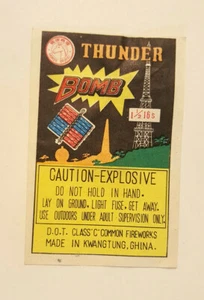 THUNDER
BOMB
1½ 16s
CAUTION-EXPLOSIVE
DO NOT HOLD IN HAND.
LAY ON GROUND. LIGHT FUSE. GET AWAY.
USE OUTDOORS UNDER ADULT SUPERVISION ONLY.
D.O.T. CLASS "C" COMMON FIREWORKS
MADE IN KWANGTUNG, CHINA.